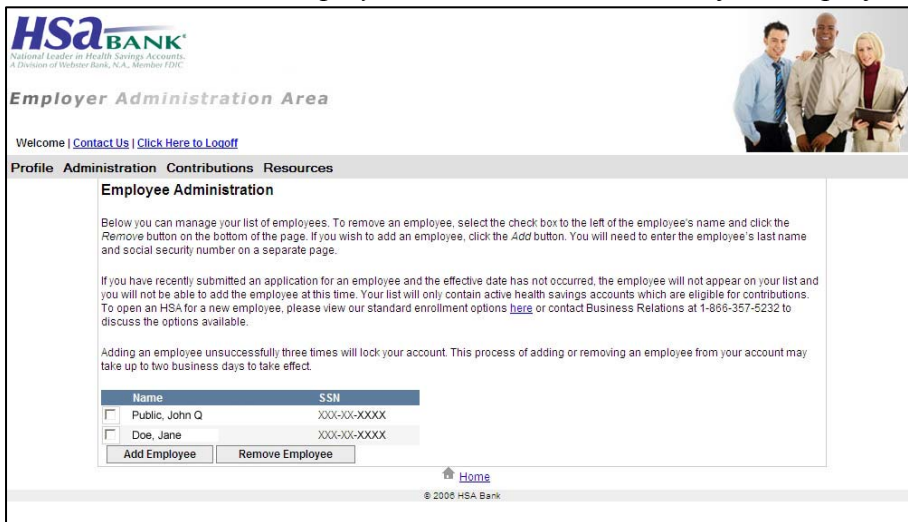 HSa BANK
National Leader in Health Savings Accounts.
A Division of Webster Bank, N.A., Member FDIC
Employer Administration Area
Welcome | Contact Us | Click Here to Logoff
Profile Administration Contributions Resources
Employee Administration
Below you can manage your list of employees. To remove an employee, select the check box to the left of the employee's name and click the
Remove button on the bottom of the page. If you wish to add an employee, click the Add button. You will need to enter the employee's last name
and social security number on a separate page.
If you have recently submitted an application for an employee and the effective date has not occurred, the employee will not appear on your list and
you will not be able to add the employee at this time. Your list will only contain active health savings accounts which are eligible for contributions.
To open an HSA for a new employee, please view our standard enrollment options here or contact Business Relations at 1-866-357-5232 to
discuss the options available.
Adding an employee unsuccessfully three times will lock your account. This process of adding or removing an employee from your account may
take up to two business days to take effect.
Name SSN
Public, John Q XXX-XX-XXXX
Doe, Jane XXX-XX-XXXX
Add Employee Remove Employee
Home
© 2006 HSA Bank